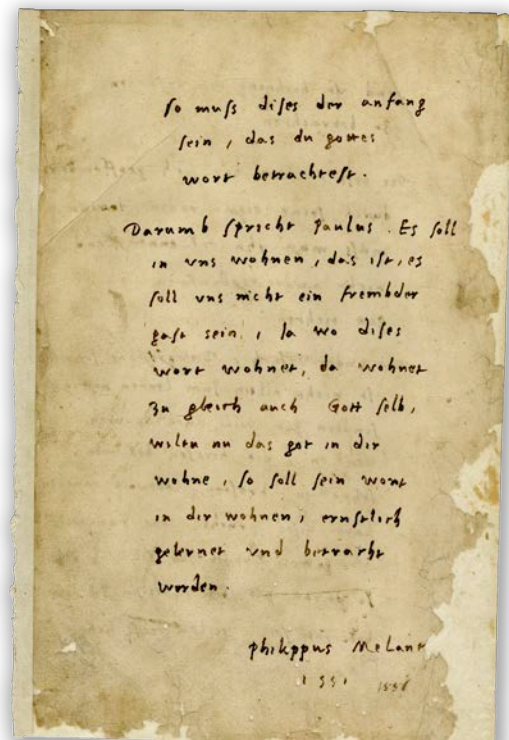 so muss dises der anfang
sein, das du gottes
wort betrachtest.
Darumb spricht Paulus. Es soll
in vns wohnen, das ist, es
soll vns nicht ein frembder
gast sein, Ja wo dises
wort wohnet, da wohnet
zu gleich auch Gott selb,
wiltu nu das got in dir
wohne, so soll sein wort
in dir wohnen, ernstlich
gelernet vnd betracht
werden.
philippus Melant
1551 1551